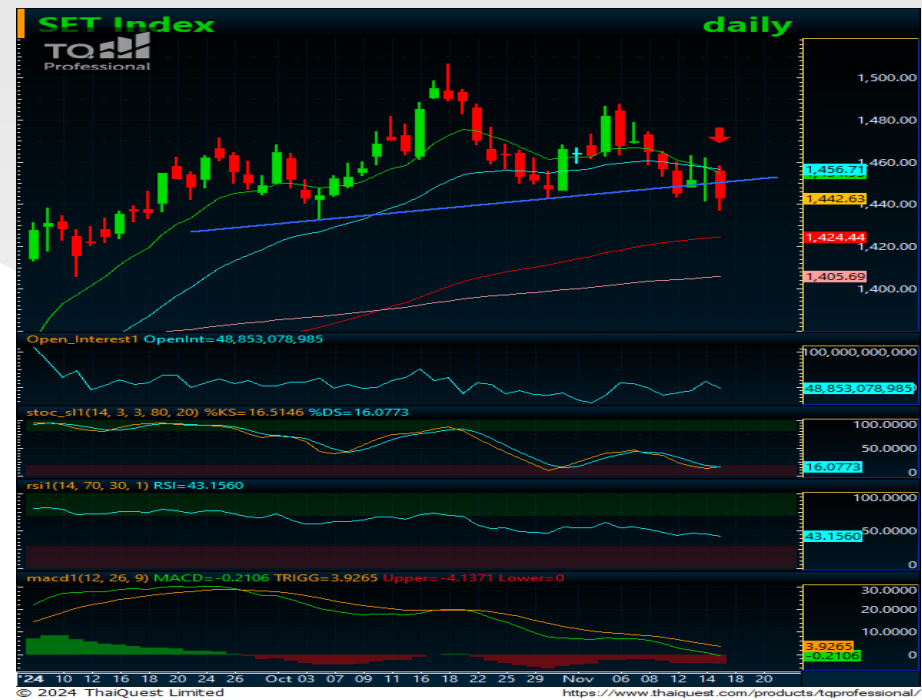 SET Index daily
TQ
Professional
1,500.00
1,480.00
1,460.00
1,456.71
1,442.63
1,440.00
1,424.44
1,420.00
1,405.69
1,400.00
Open_Interest1 OpenInt=48,853,078,985
100,000,000,000
48,853,078,985
stoc_sl1(14, 3, 3, 80, 20) %KS=16.5146 %DS=16.0773
100.0000
50.0000
16.0773
0
rsi1(14, 70, 30, 1) RSI=43.1560
100.0000
50.0000
43.1560
0
macd1(12, 26, 9) MACD=-0.2106 TRIGG=3.9265 Upper=-4.1371 Lower=0
30.0000
20.0000
10.0000
3.9265
0
-0.2106
'24 10 12 16 18 20 24 26 Oct 03 07 09 11 16 18 22 25 29 Nov 06 08 12 14 18 20
© 2024 ThaiQuest Limited https://www.thaiquest.com/products/tqprofessional/